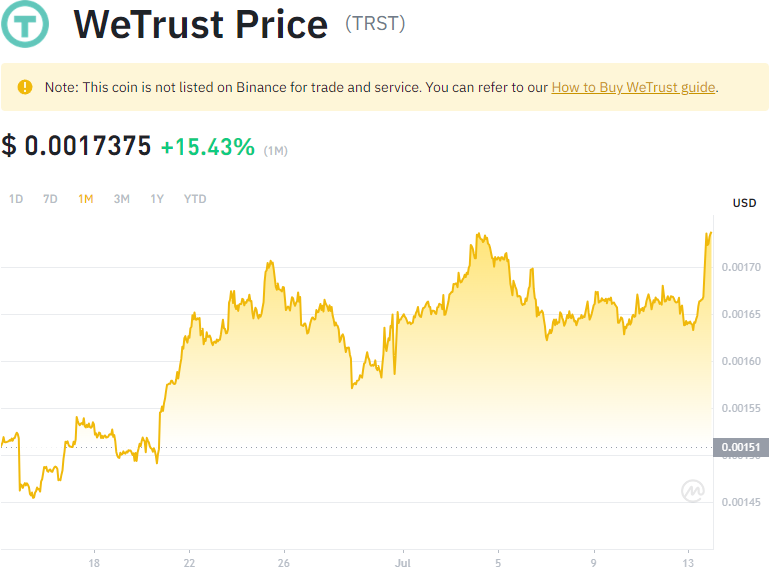 WeTrust Price (TRST)
Note: This coin is not listed on Binance for trade and service. You can refer to our How to Buy WeTrust guide.
$ 0.0017375 +15.43% (1M)
1D 7D 1M 3M 1Y YTD
USD
0.00170
0.00165
0.00160
0.00155
0.00151
0.00145
18 22 26 Jul 5 9 13